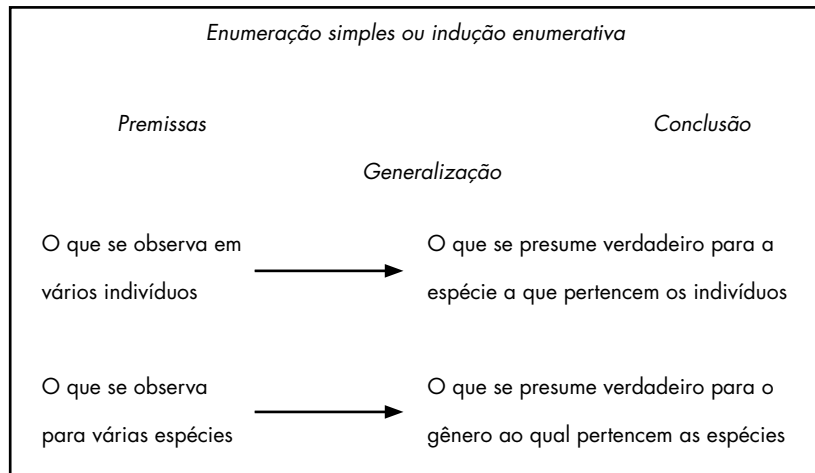 Enumeração simples ou indução enumerativa
Premissas
Conclusão
Generalização
O que se observa em
vários indivíduos
O que se presume verdadeiro para a
espécie a que pertencem os indivíduos
O que se observa
para várias espécies
O que se presume verdadeiro para o
gênero ao qual pertencem as espécies